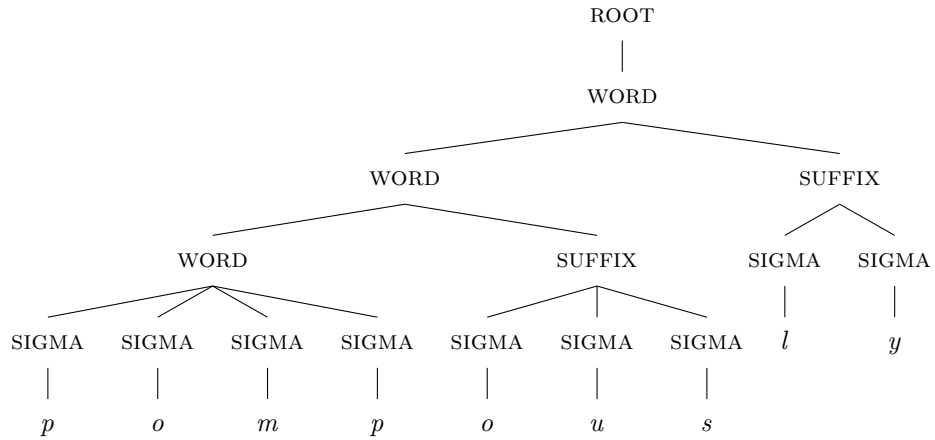 ROOT
WORD
WORD SUFFIX
WORD SUFFIX SIGMA SIGMA
SIGMA SIGMA SIGMA SIGMA SIGMA SIGMA SIGMA l y
p o m p o u s